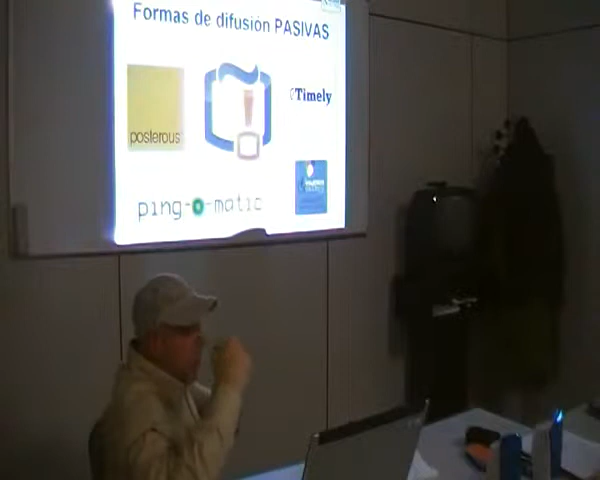 Formas de difusión PASIVAS
Timely
posterous
ping-o-matic